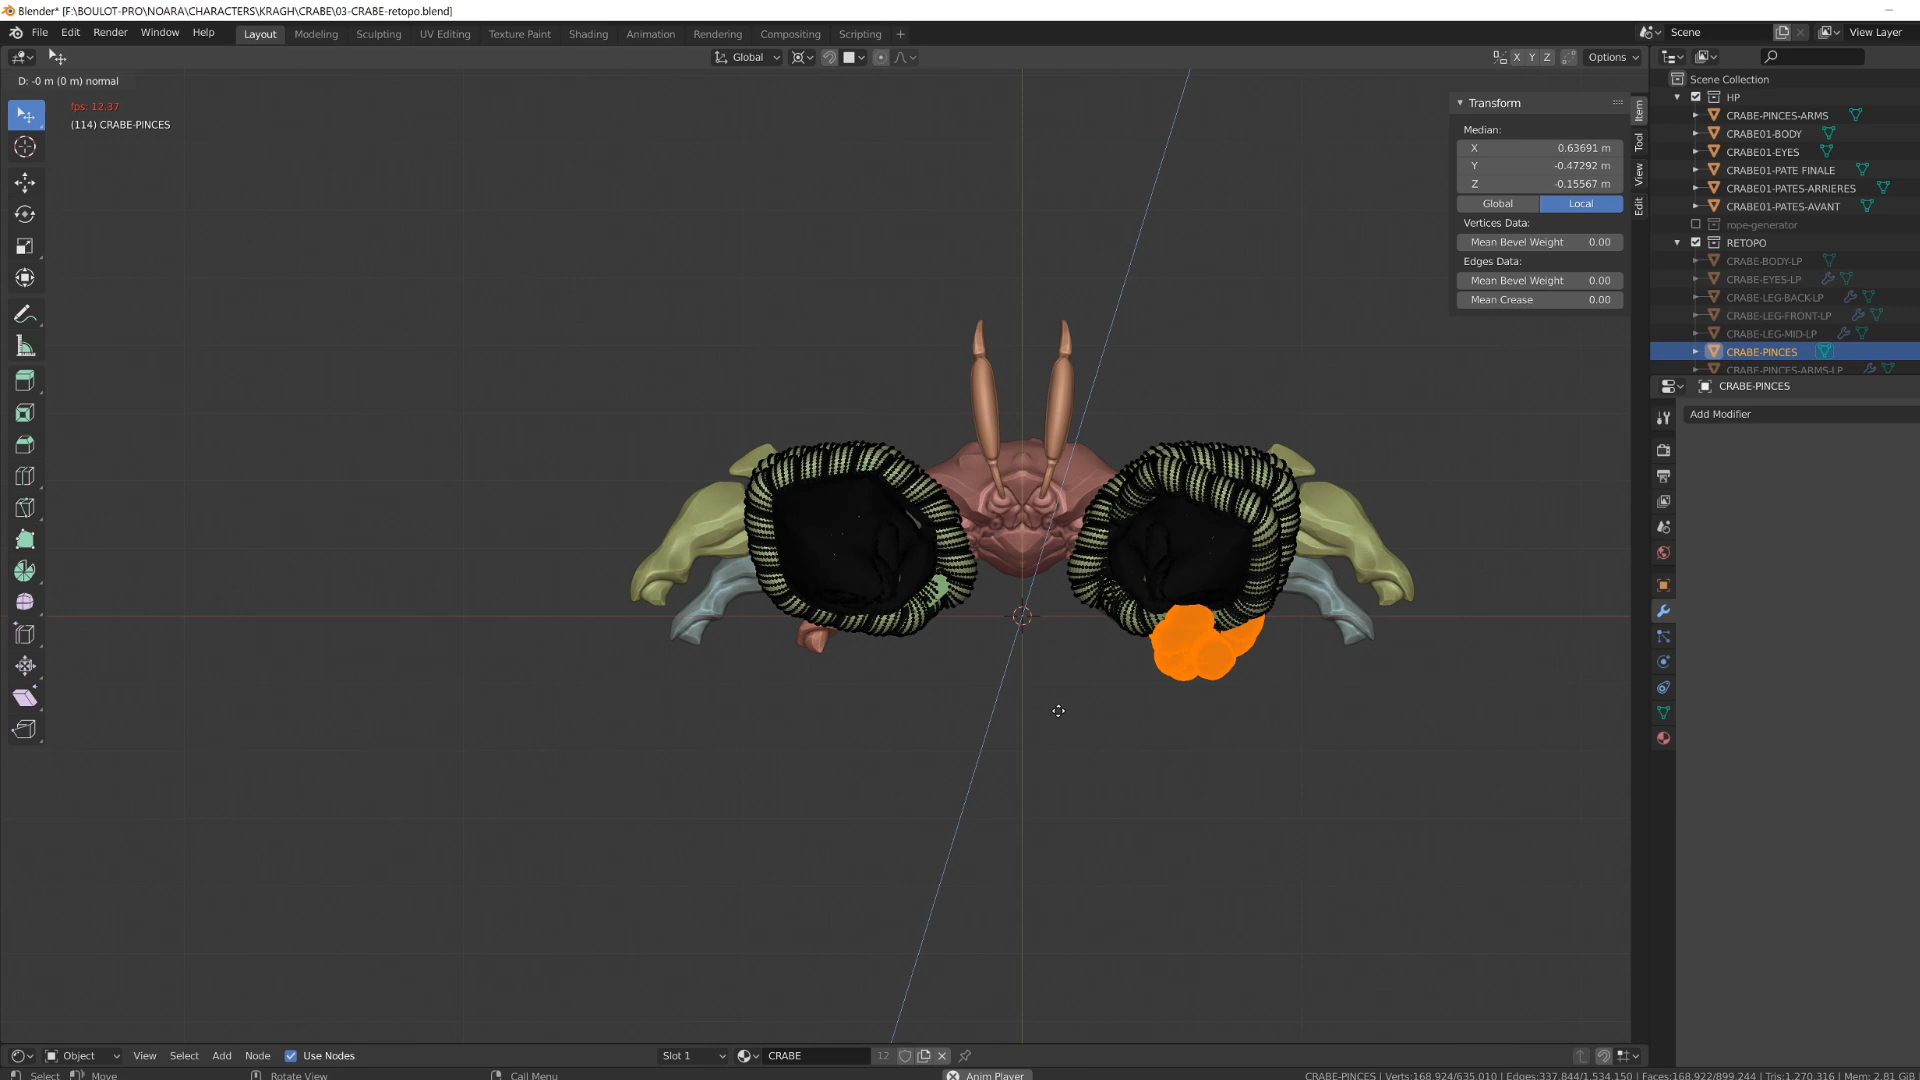 Blender* [F:\BOULOT-PRO\NOARA\CHARACTERS\KRAGH\CRABE\03-CRABE-retopo.blend]
File Edit Render Window Help Layout Modeling Sculpting UV Editing Texture Paint Shading Animation Rendering Compositing Scripting + Scene View Layer
Global X Y Z Options
D: -0 m (0 m) normal
fps: 12.37
(114) CRABE-PINCES
Transform
Median:
X 0.63691 m
Y -0.47292 m
Z -0.15567 m
Global Local
Vertices Data:
Mean Bevel Weight 0.00
Edges Data:
Mean Bevel Weight 0.00
Mean Crease 0.00
Item
Tool
View
Edit
Scene Collection
HP
CRABE-PINCES-ARMS
CRABE01-BODY
CRABE01-EYES
CRABE01-PATE FINALE
CRABE01-PATES-ARRIERES
CRABE01-PATES-AVANT
rope-generator
RETOPO
CRABE-BODY-LP
CRABE-EYES-LP
CRABE-LEG-BACK-LP
CRABE-LEG-FRONT-LP
CRABE-LEG-MID-LP
CRABE-PINCES
CRABE-PINCES-ARMS-LP
CRABE-PINCES
Add Modifier
Object View Select Add Node Use Nodes Slot 1 CRABE 12
Select Move Rotate View Call Menu Anim Player CRABE-PINCES | Verts:168.924/635.010 | Edges:337.844/1.534.150 | Faces:168.922/899.244 | Tris:1.270.316 | Mem: 2.81 GiB